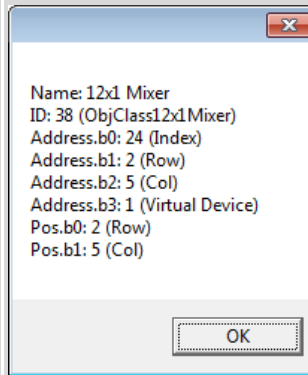 Name: 12x1 Mixer
ID: 38 (ObjClass12x1Mixer)
Address.b0: 24 (Index)
Address.b1: 2 (Row)
Address.b2: 5 (Col)
Address.b3: 1 (Virtual Device)
Pos.b0: 2 (Row)
Pos.b1: 5 (Col)
OK